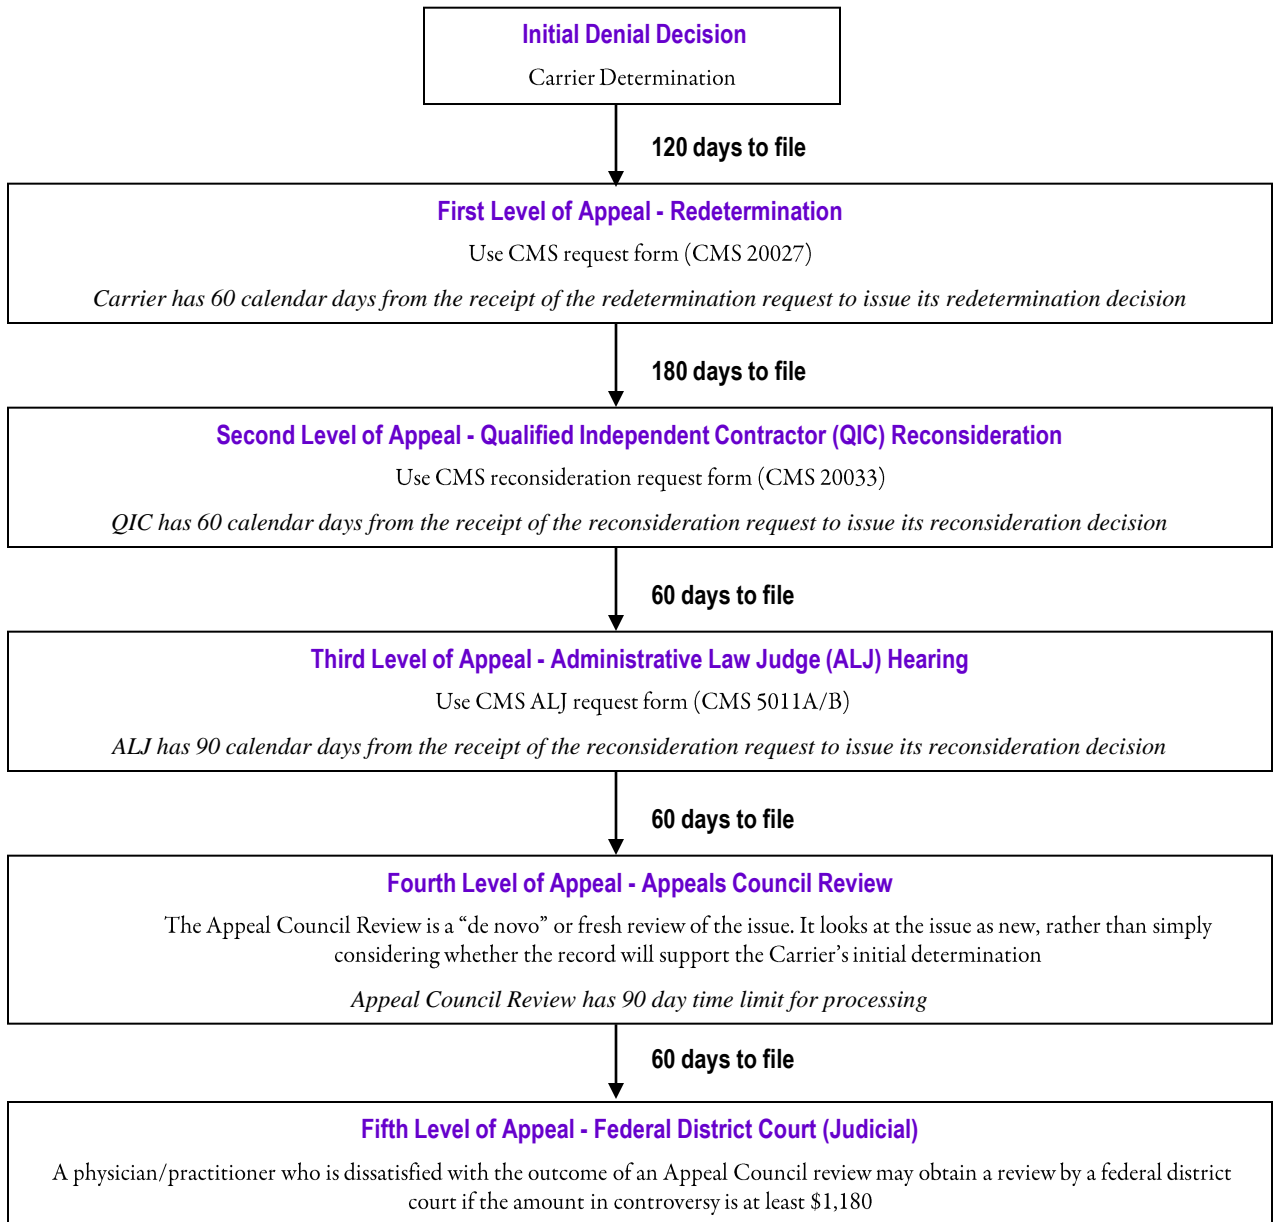 Initial Denial Decision
Carrier Determination
120 days to file
First Level of Appeal - Redetermination
Use CMS request form (CMS 20027)
Carrier has 60 calendar days from the receipt of the redetermination request to issue its redetermination decision
180 days to file
Second Level of Appeal - Qualified Independent Contractor (QIC) Reconsideration
Use CMS reconsideration request form (CMS 20033)
QIC has 60 calendar days from the receipt of the reconsideration request to issue its reconsideration decision
60 days to file
Third Level of Appeal - Administrative Law Judge (ALJ) Hearing
Use CMS ALJ request form (CMS 5011A/B)
ALJ has 90 calendar days from the receipt of the reconsideration request to issue its reconsideration decision
60 days to file
Fourth Level of Appeal - Appeals Council Review
The Appeal Council Review is a “de novo” or fresh review of the issue. It looks at the issue as new, rather than simply
considering whether the record will support the Carrier’s initial determination
Appeal Council Review has 90 day time limit for processing
60 days to file
Fifth Level of Appeal - Federal District Court (Judicial)
A physician/practitioner who is dissatisfied with the outcome of an Appeal Council review may obtain a review by a federal district
court if the amount in controversy is at least $1,180